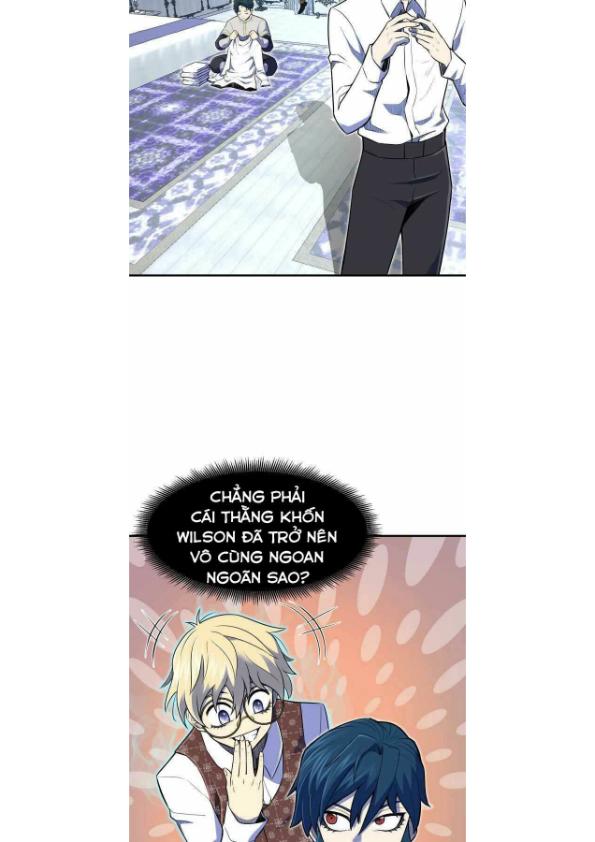 CHẲNG PHẢI
CÁI THẰNG KHỐN
WILSON ĐÃ TRỞ NÊN
VÔ CÙNG NGOAN
NGOÃN SAO?